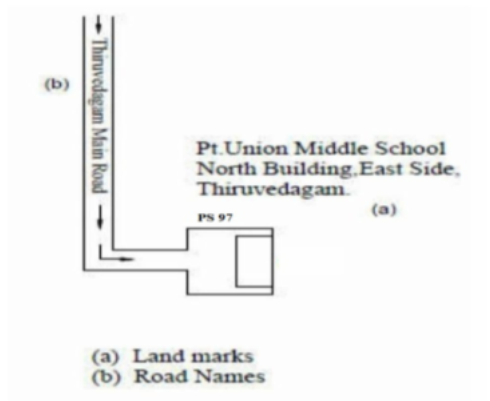 (b)
Thiruvedagam Main Road
Pt.Union Middle School
North Building,East Side,
Thiruvedagam.
(a)
PS 97
(a) Land marks
(b) Road Names